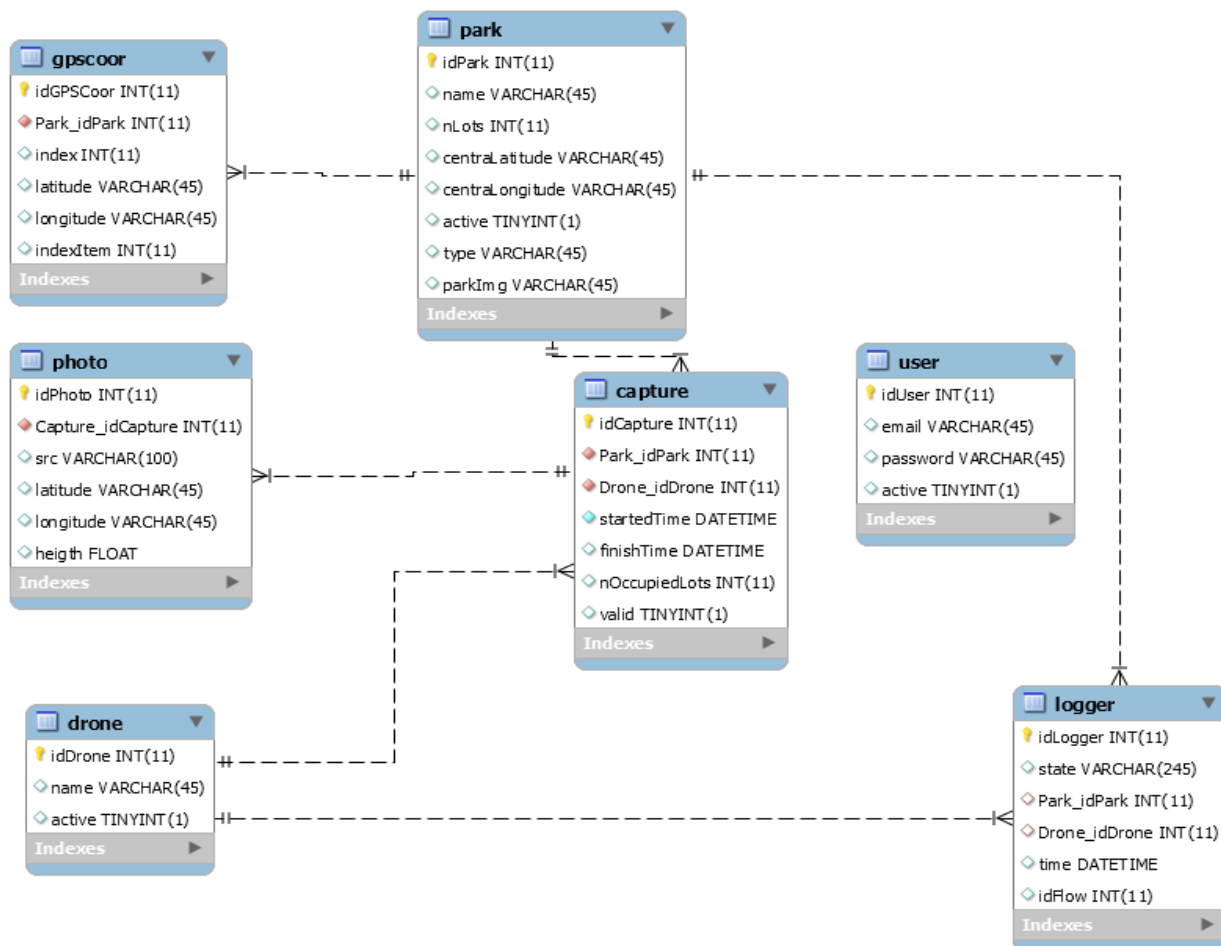 gpscoor
idGPSCoor INT(11)
Park_idPark INT(11)
index INT(11)
latitude VARCHAR(45)
longitude VARCHAR(45)
indexItem INT(11)
Indexes
park
idPark INT(11)
name VARCHAR(45)
nLots INT(11)
centraLatitude VARCHAR(45)
centraLongitude VARCHAR(45)
active TINYINT(1)
type VARCHAR(45)
parkImg VARCHAR(45)
Indexes
photo
idPhoto INT(11)
Capture_idCapture INT(11)
src VARCHAR(100)
latitude VARCHAR(45)
longitude VARCHAR(45)
heigth FLOAT
Indexes
capture
idCapture INT(11)
Park_idPark INT(11)
Drone_idDrone INT(11)
startedTime DATETIME
finishTime DATETIME
nOccupiedLots INT(11)
valid TINYINT(1)
Indexes
user
idUser INT(11)
email VARCHAR(45)
password VARCHAR(45)
active TINYINT(1)
Indexes
drone
idDrone INT(11)
name VARCHAR(45)
active TINYINT(1)
Indexes
logger
idLogger INT(11)
state VARCHAR(245)
Park_idPark INT(11)
Drone_idDrone INT(11)
time DATETIME
idFlow INT(11)
Indexes